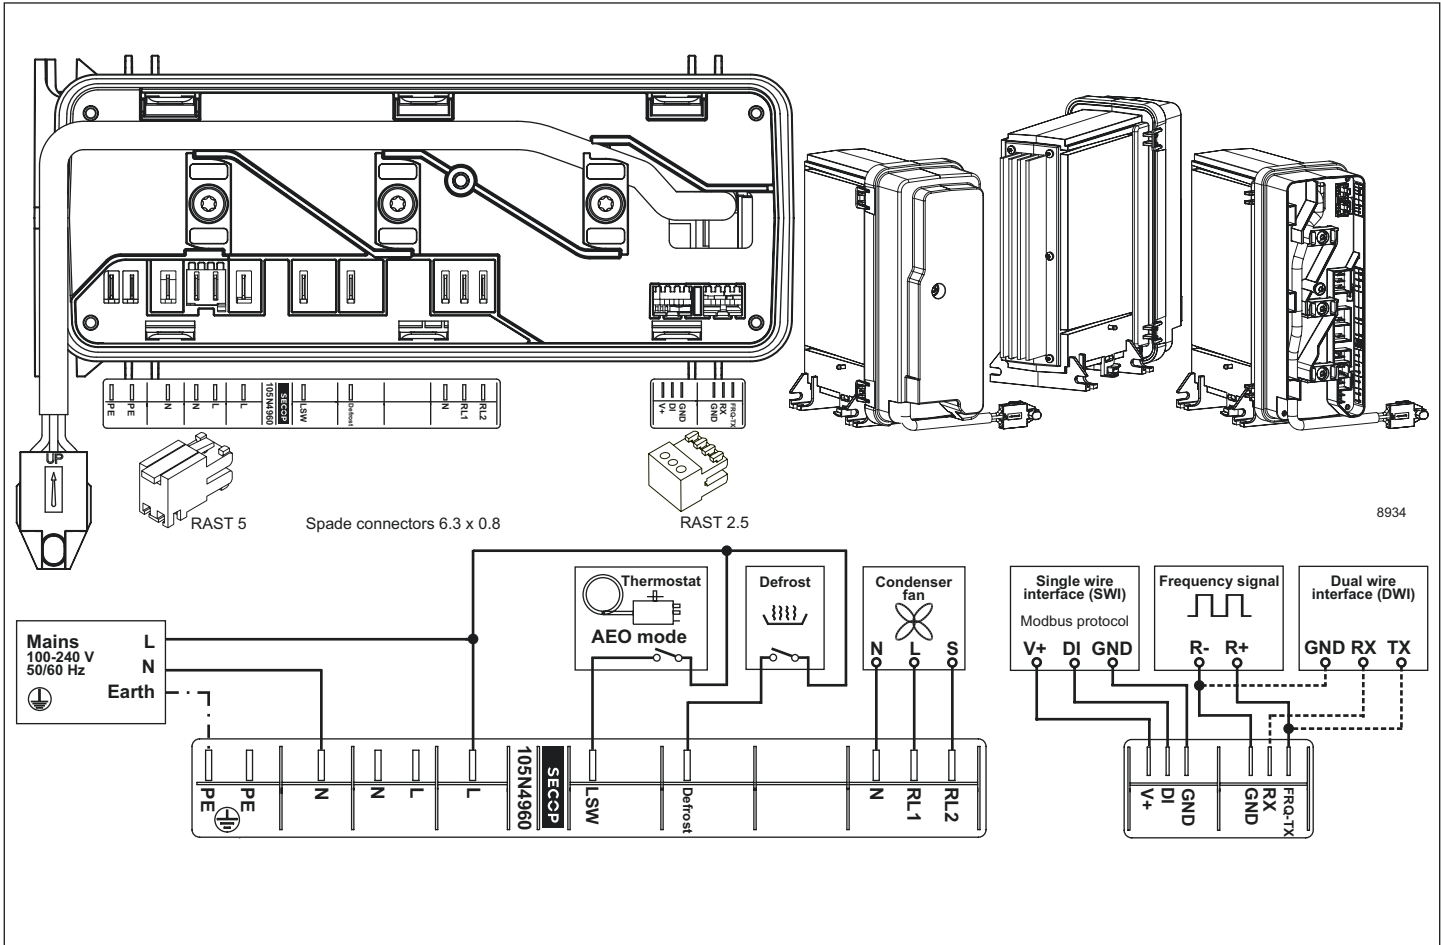 PE
PE
N
N
L
L
105N4960
SECOP
LSW
Defrost
N
RL1
RL2
V+
DI
GND
GND
RX
FRQ-TX
UP
RAST 5
Spade connectors 6.3 x 0.8
RAST 2.5
8934
Mains
100-240 V
50/60 Hz
L
N
Earth
Thermostat
AEO mode
Defrost
Condenser
fan
N L S
Single wire
interface (SWI)
Modbus protocol
V+ DI GND
Frequency signal
R- R+
Dual wire
interface (DWI)
GND RX TX
PE
PE
N
N
L
L
105N4960
SECOP
LSW
Defrost
N
RL1
RL2
V+
DI
GND
GND
RX
FRQ-TX